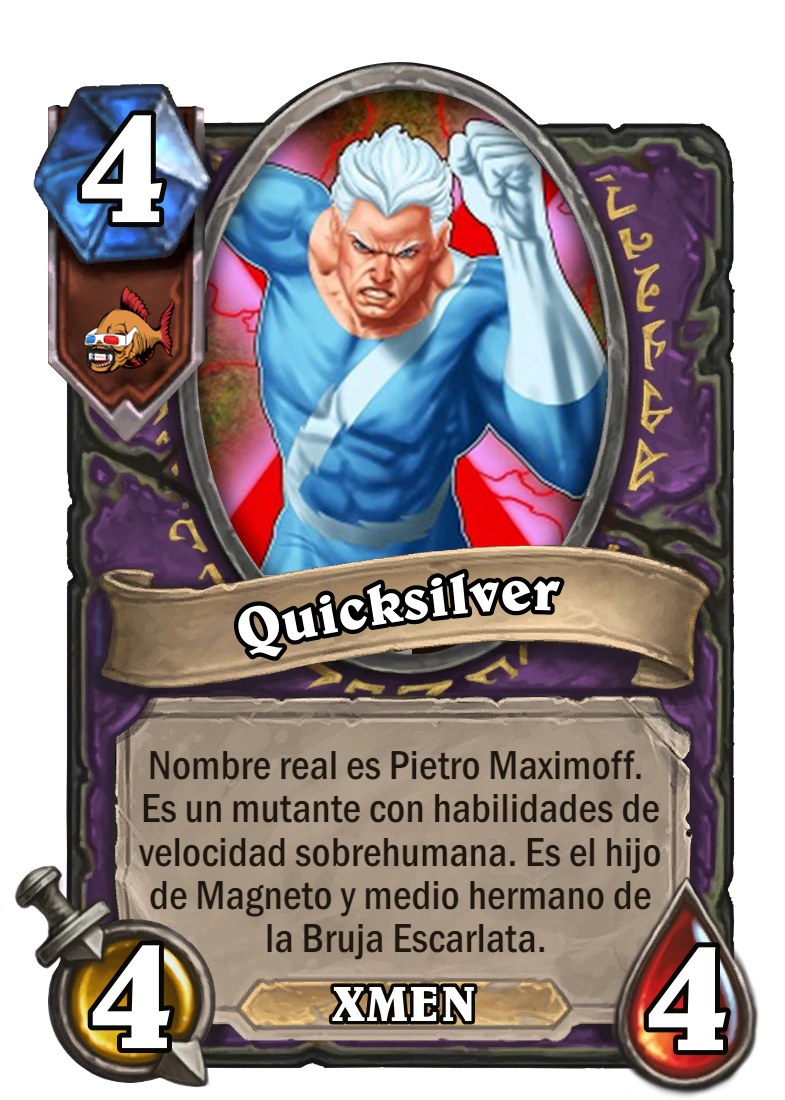 4
Quicksilver
Nombre real es Pietro Maximoff.
Es un mutante con habilidades de
velocidad sobrehumana. Es el hijo
de Magneto y medio hermano de
la Bruja Escarlata.
4
XMEN
4